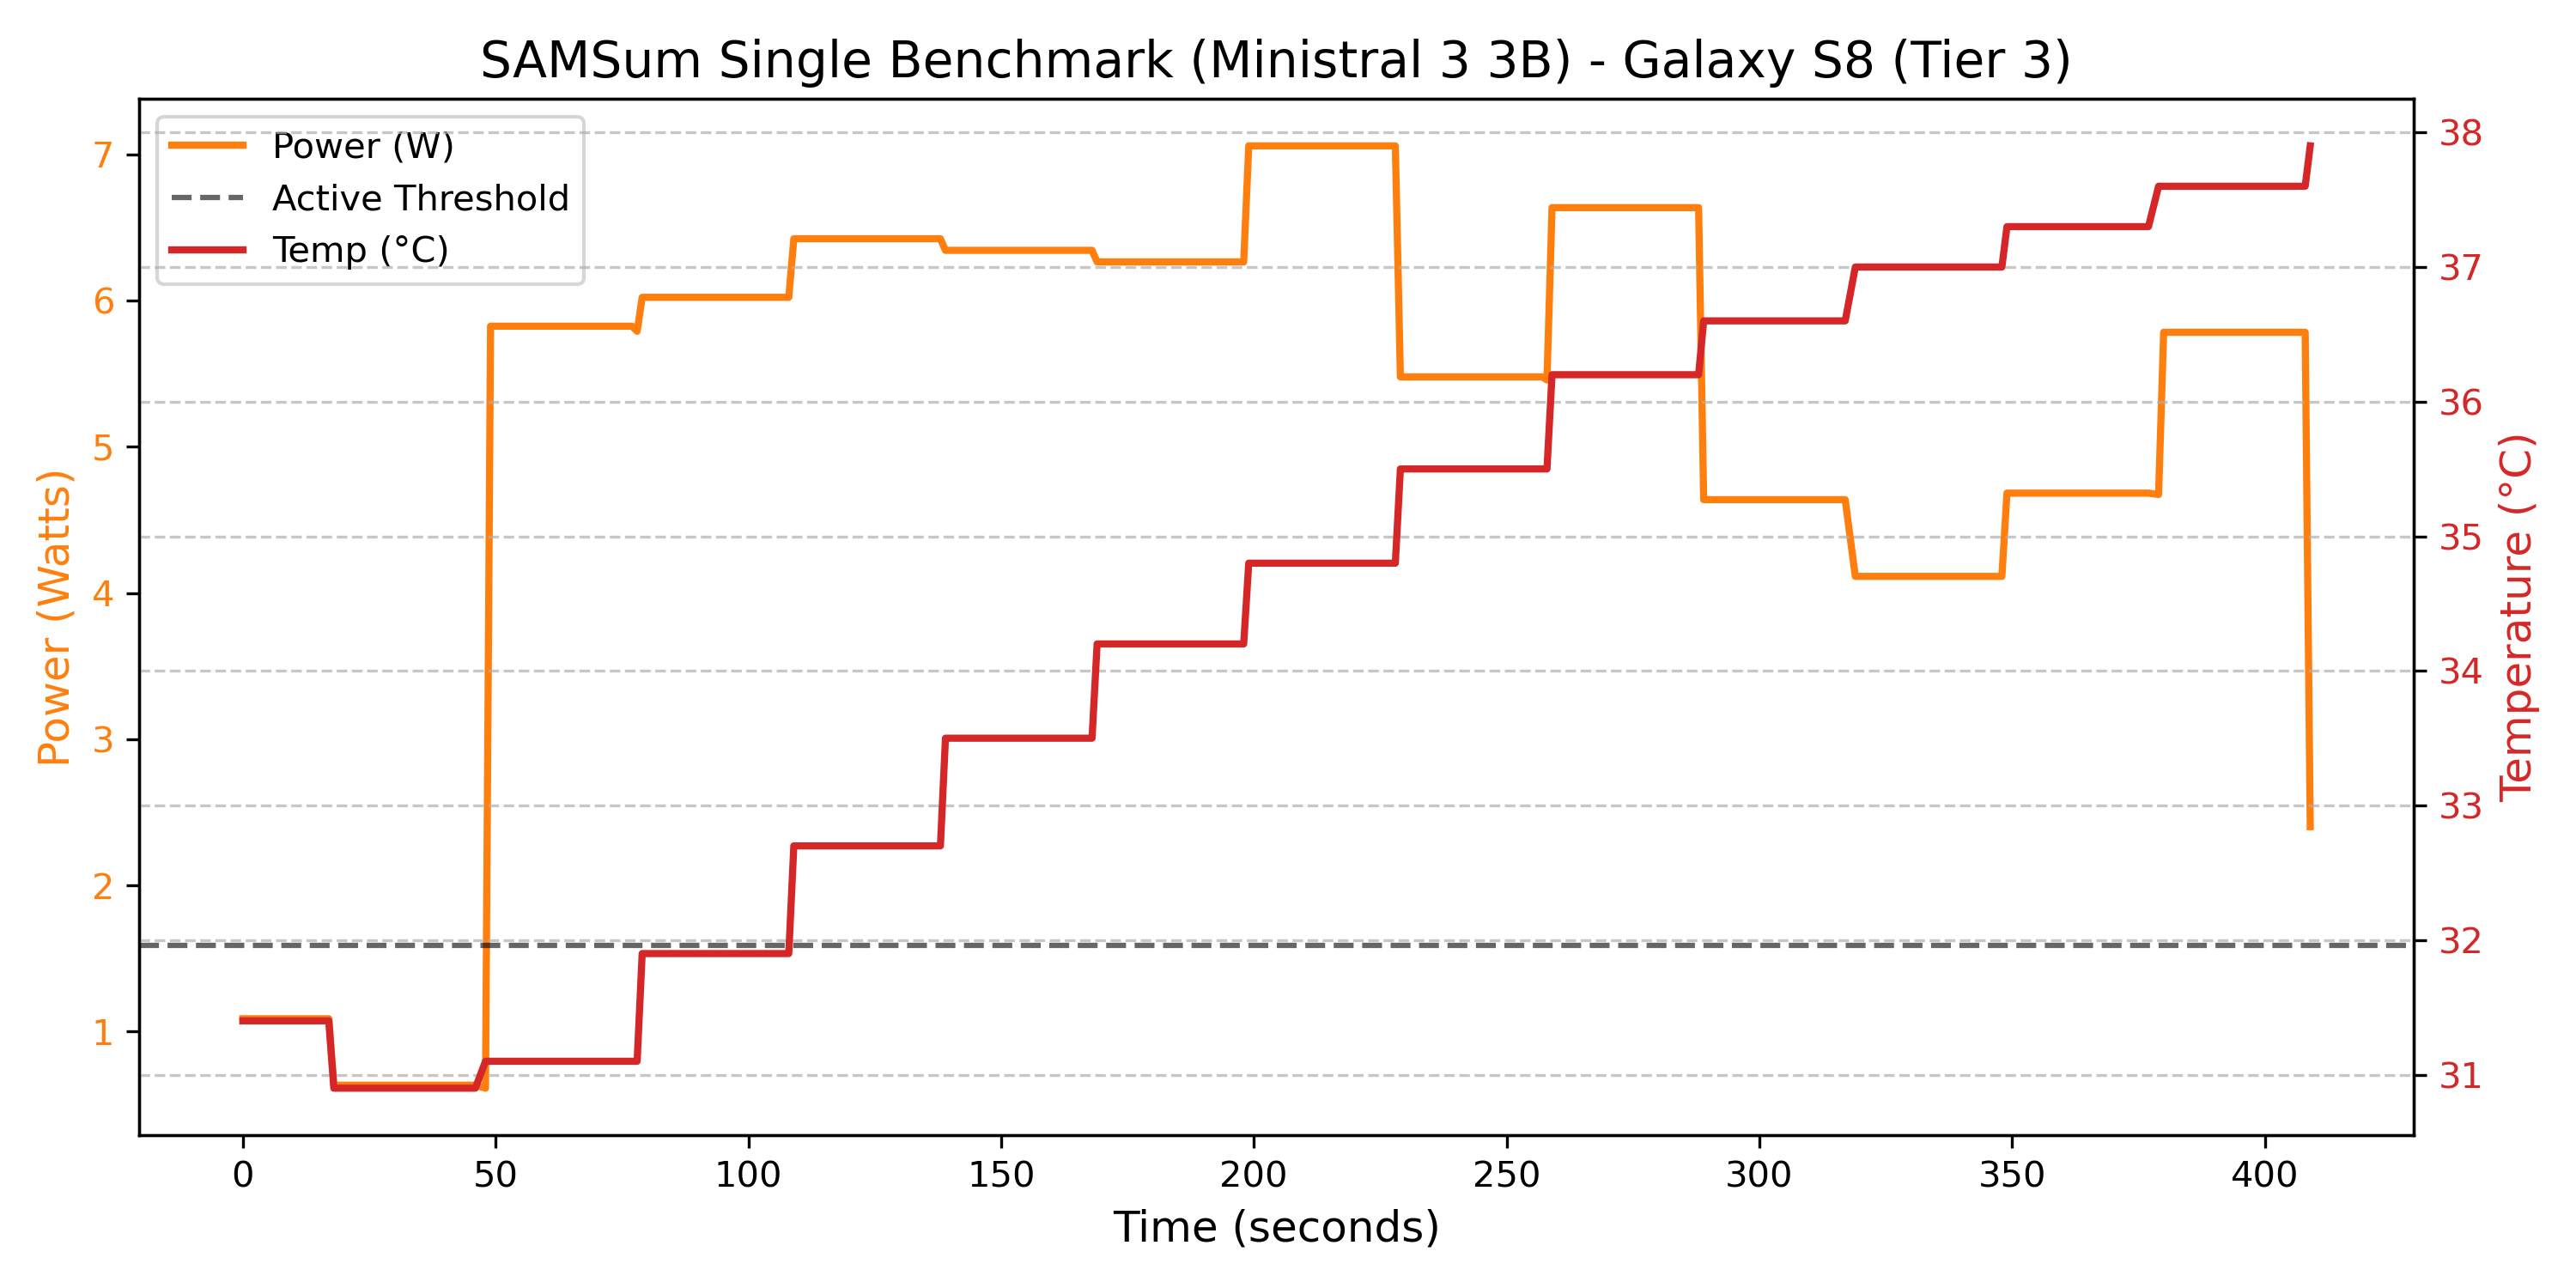 SAMSum Single Benchmark (Ministral 3 3B) - Galaxy S8 (Tier 3)
Power (W)
Active Threshold
Temp (°C)
7
6
5
4
3
2
1
Power (Watts)
38
37
36
35
34
33
32
31
Temperature (°C)
0 50 100 150 200 250 300 350 400
Time (seconds)